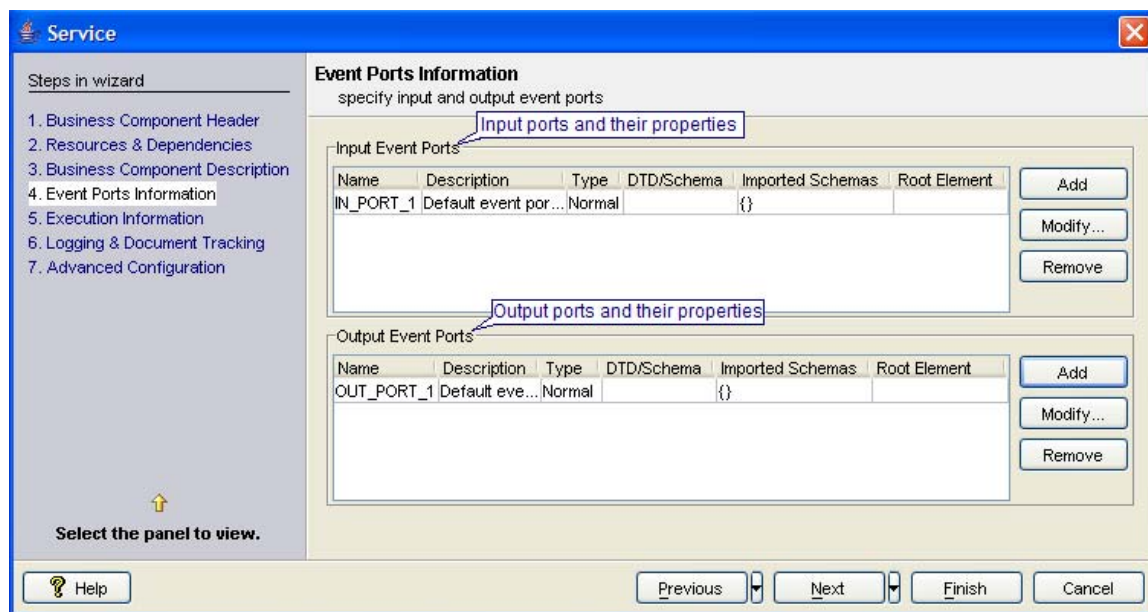 Service
Steps in wizard
1. Business Component Header
2. Resources & Dependencies
3. Business Component Description
4. Event Ports Information
5. Execution Information
6. Logging & Document Tracking
7. Advanced Configuration
Select the panel to view.
Event Ports Information
specify input and output event ports
Input ports and their properties
Input Event Ports
Name Description Type DTD/Schema Imported Schemas Root Element
IN_PORT_1 Default event por... Normal {}
Add
Modify...
Remove
Output ports and their properties
Output Event Ports
Name Description Type DTD/Schema Imported Schemas Root Element
OUT_PORT_1 Default eve... Normal {}
Add
Modify...
Remove
Help Previous Next Finish Cancel